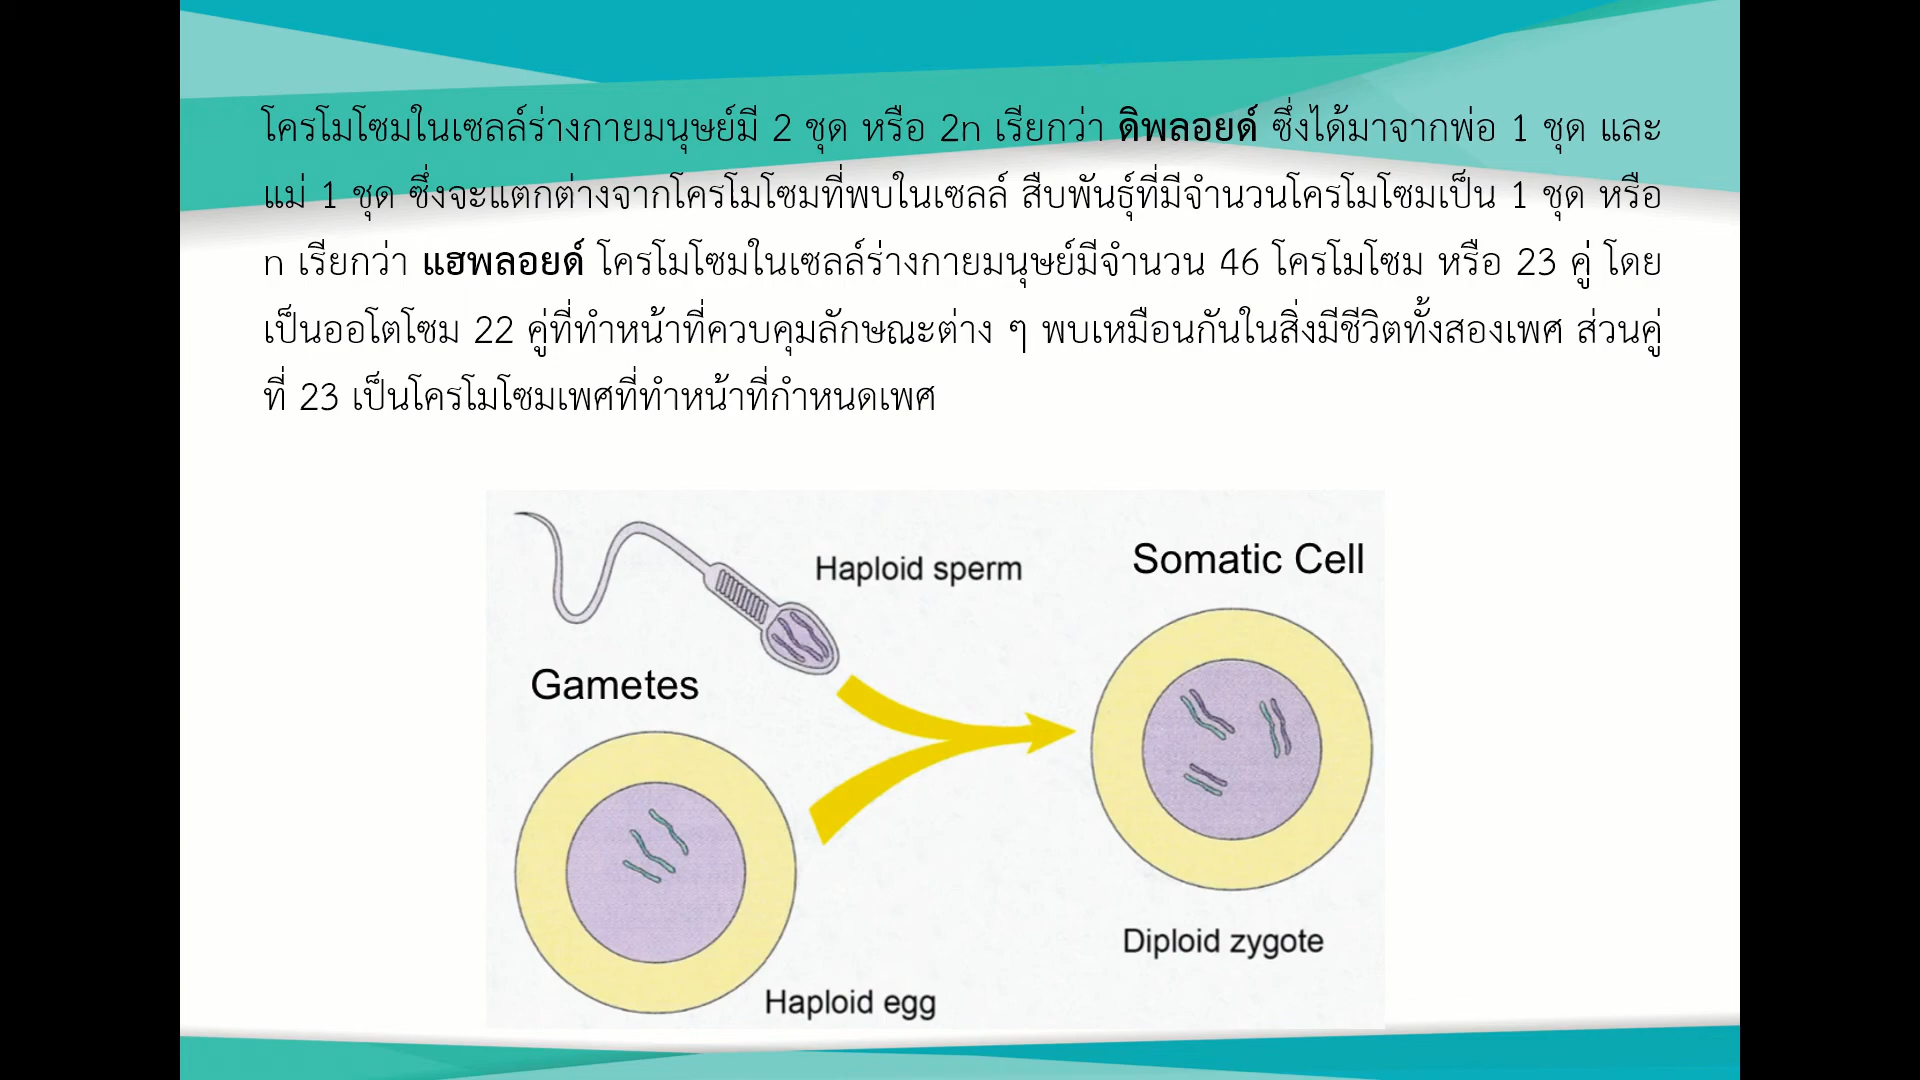 โครโมโซมในเซลล์ร่างกายมนุษย์มี 2 ชุด หรือ 2n เรียกว่า ดิพลอยด์ ซึ่งได้มาจากพ่อ 1 ชุด และ
แม่ 1 ชุด ซึ่งจะแตกต่างจากโครโมโซมที่พบในเซลล์ สืบพันธุ์ที่มีจำนวนโครโมโซมเป็น 1 ชุด หรือ
n เรียกว่า แฮพลอยด์ โครโมโซมในเซลล์ร่างกายมนุษย์มีจำนวน 46 โครโมโซม หรือ 23 คู่ โดย
เป็นออโตโซม 22 คู่ที่ทำหน้าที่ควบคุมลักษณะต่าง ๆ พบเหมือนกันในสิ่งมีชีวิตทั้งสองเพศ ส่วนคู่
ที่ 23 เป็นโครโมโซมเพศที่ทำหน้าที่กำหนดเพศ
Haploid sperm
Somatic Cell
Gametes
Diploid zygote
Haploid egg